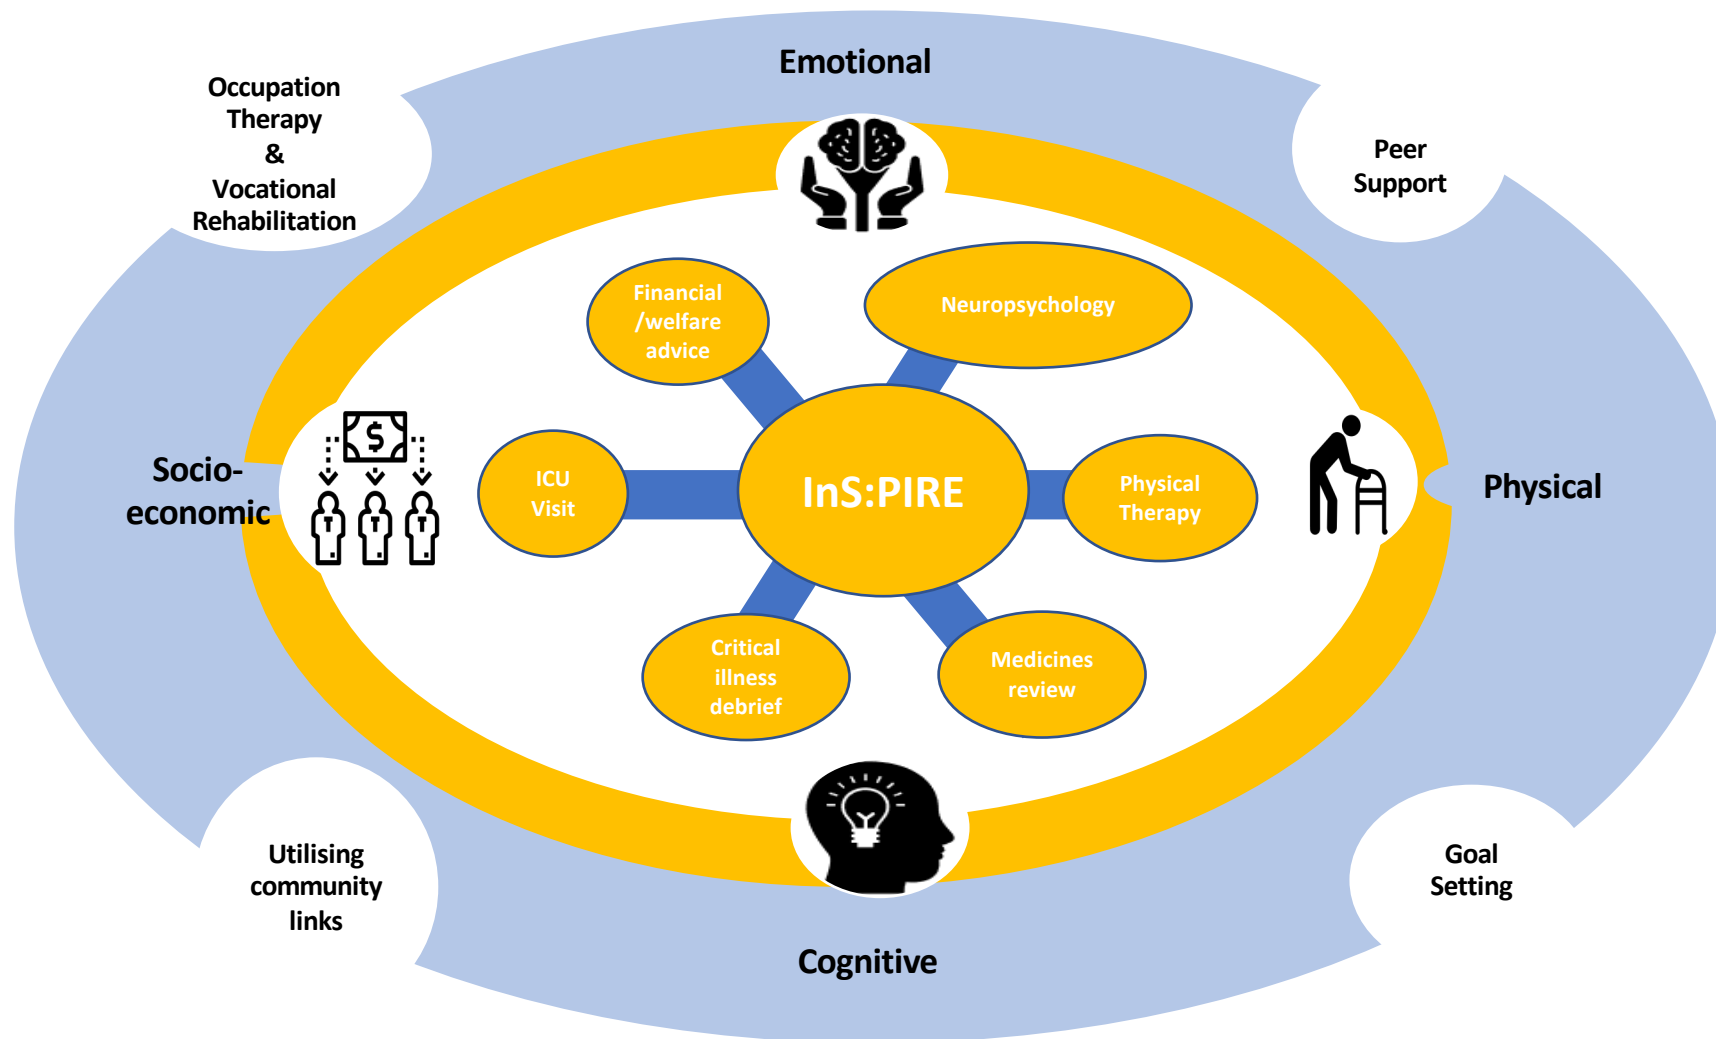 Emotional
Occupation
Therapy
&
Vocational
Rehabilitation
Peer
Support
Financial
/welfare
advice
Neuropsychology
$
Socio-
economic
ICU
Visit
InS:PIRE
Physical
Therapy
Physical
Critical
illness
debrief
Medicines
review
Utilising
community
links
Goal
Setting
Cognitive